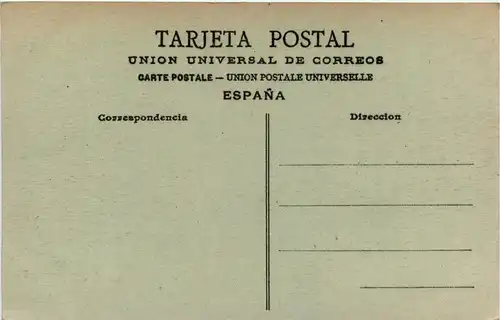 TARJETA POSTAL
UNION UNIVERSAL DE CORREOS
CARTE POSTALE — UNION POSTALE UNIVERSELLE
ESPAÑA
Correspondencia
Direccion